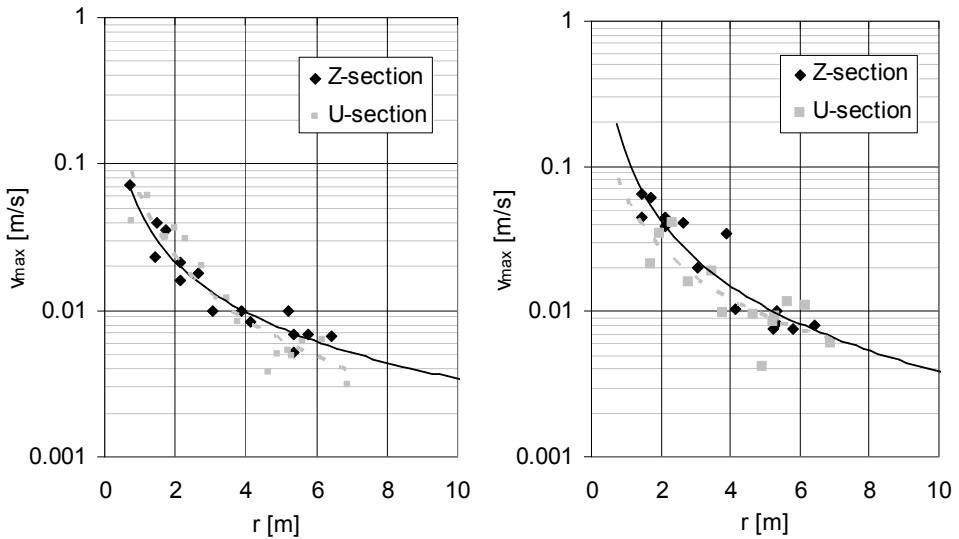 1
0.1
0.01
0.001
vmax [m/s]
0 2 4 6 8 10
r [m]
Z-section
U-section
1
0.1
0.01
0.001
vmax [m/s]
0 2 4 6 8 10
r [m]
Z-section
U-section